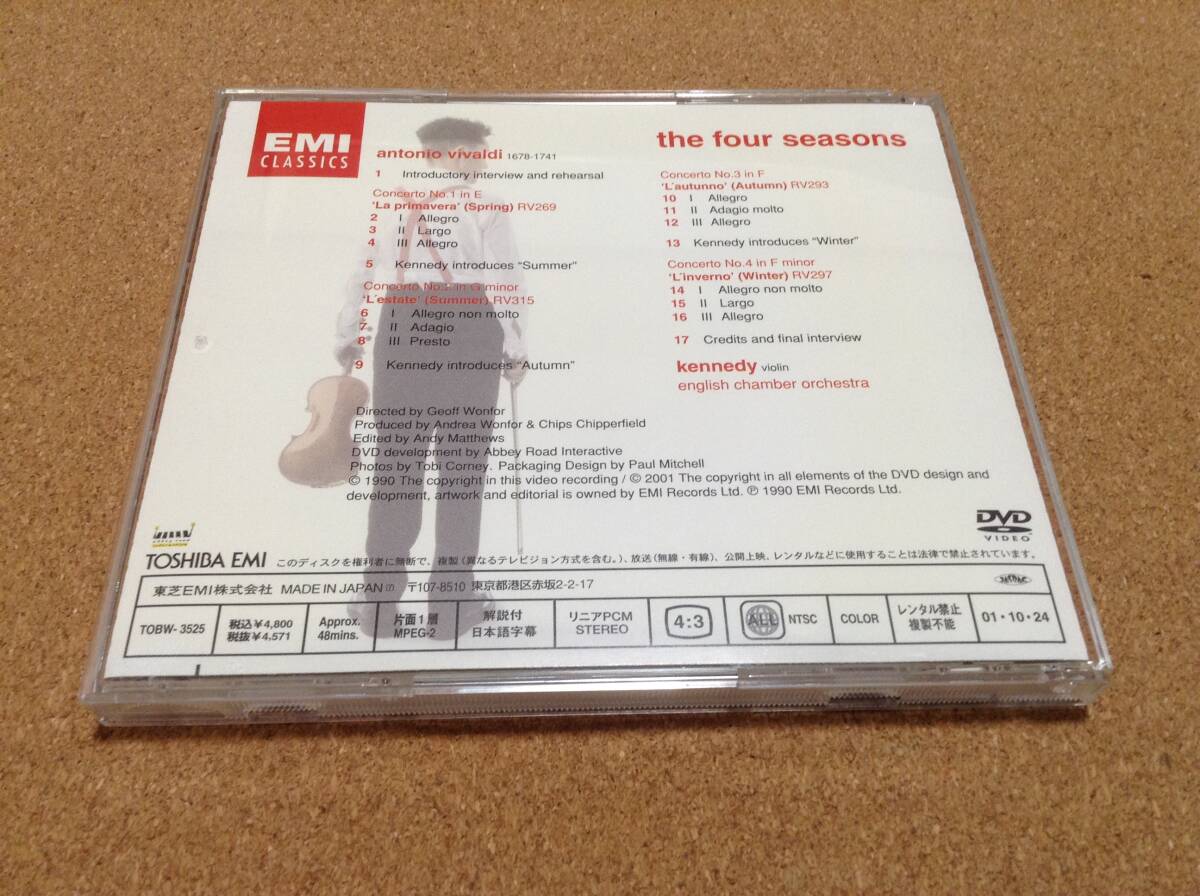 EMI
CLASSICS
the four seasons
antonio vivaldi 1678-1741
1 Introductory interview and rehearsal
Concerto No.1 in E
'La primavera' (Spring) RV269
2 I Allegro
3 II Largo
4 III Allegro
5 Kennedy introduces "Summer"
Concerto No.2 in G minor
'L'estate' (Summer) RV315
6 I Allegro non molto
7 II Adagio
8 III Presto
9 Kennedy introduces "Autumn"
Concerto No.3 in F
'L'autunno' (Autumn) RV293
10 I Allegro
11 II Adagio molto
12 III Allegro
13 Kennedy introduces "Winter"
Concerto No.4 in F minor
'L'inverno' (Winter) RV297
14 I Allegro non molto
15 II Largo
16 III Allegro
17 Credits and final interview
kennedy violin
english chamber orchestra
Directed by Geoff Wonfor
Produced by Andrea Wonfor & Chips Chipperfield
Edited by Andy Matthews
DVD development by Abbey Road Interactive
Photos by Tobi Corney. Packaging Design by Paul Mitchell
© 1990 The copyright in this video recording / © 2001 The copyright in all elements of the DVD design and
development, artwork and editorial is owned by EMI Records Ltd. ℗ 1990 EMI Records Ltd.
DVD
VIDEO
TOSHIBA EMI このディスクを権利者に無断で、複製(異なるテレビジョン方式を含む。)、放送(無線・有線)、公開上映、レンタルなどに使用することは法律で禁止されています。
東芝EMI株式会社 MADE IN JAPAN 〒107-8510 東京都港区赤坂2-2-17
TOBW-3525
税込¥4,800
税抜¥4,571
Approx.
48mins.
片面1層
MPEG-2
解説付
日本語字幕
リニアPCM
STEREO
4:3
ALL
NTSC
COLOR
レンタル禁止
複製不能
01・10・24